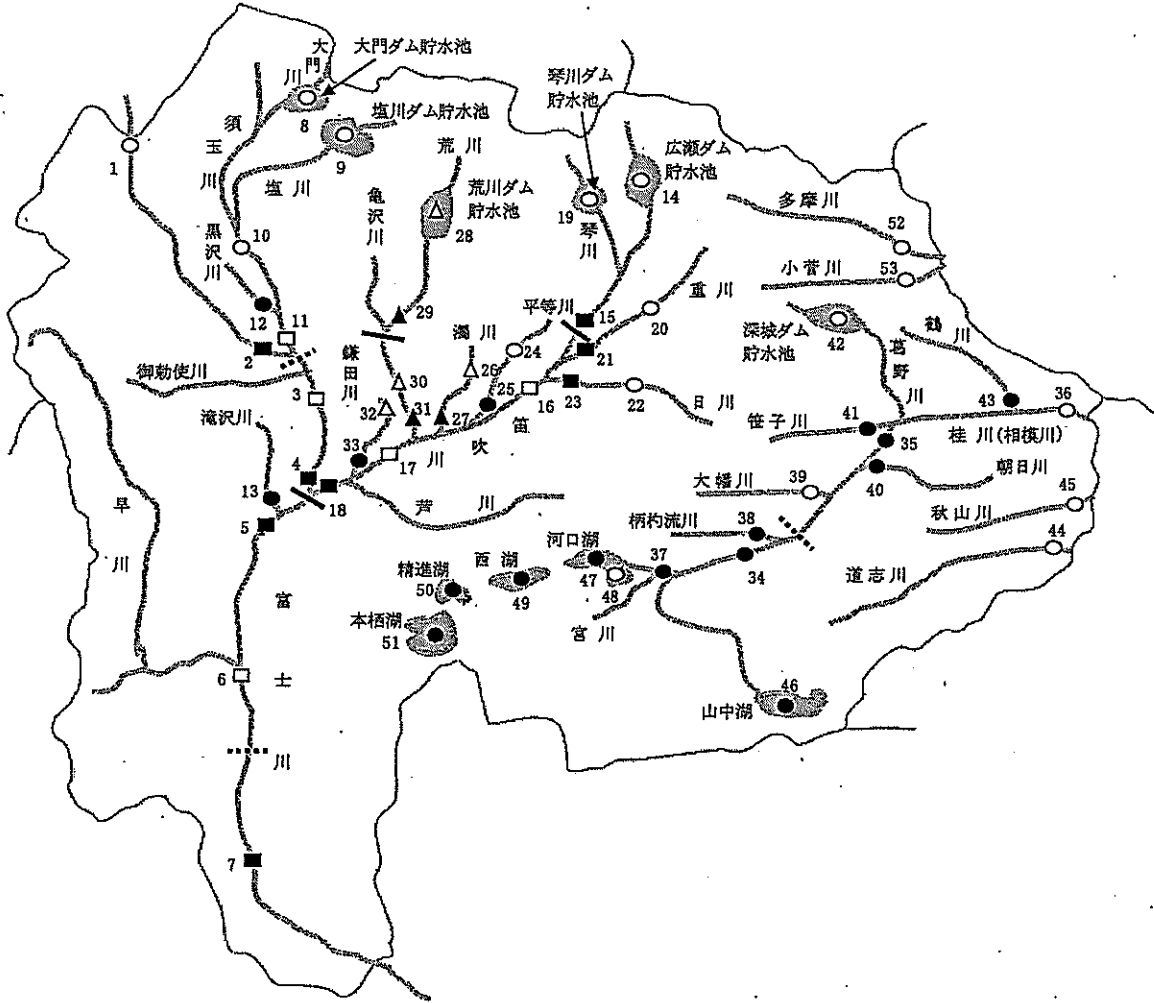 大門川
大門ダム貯水池
8
須玉川
塩川ダム貯水池
9
塩川
1
荒川
荒川ダム
貯水池
28
亀沢川
琴川ダム
貯水池
19
琴川
広瀬ダム
貯水池
14
多摩川
52
小菅川
53
10
黒沢川
12
11
2
御勅使川
3
29
鎌田川
30
32
31
33
濁川
26
27
平等川
24
25
15
重川
20
21
16
23
22
日川
笛吹川
17
深城ダム
貯水池
42
葛野川
鶴川
43
36
笹子川
41
35
桂川(相模川)
朝日川
40
滝沢川
13
4
18
5
芦川
大幡川
39
秋山川
45
柄杓流川
38
44
道志川
早川
富士川
6
7
河口湖
47
48
37
34
西湖
49
精進湖
50
本栖湖
51
宮川
山中湖
46